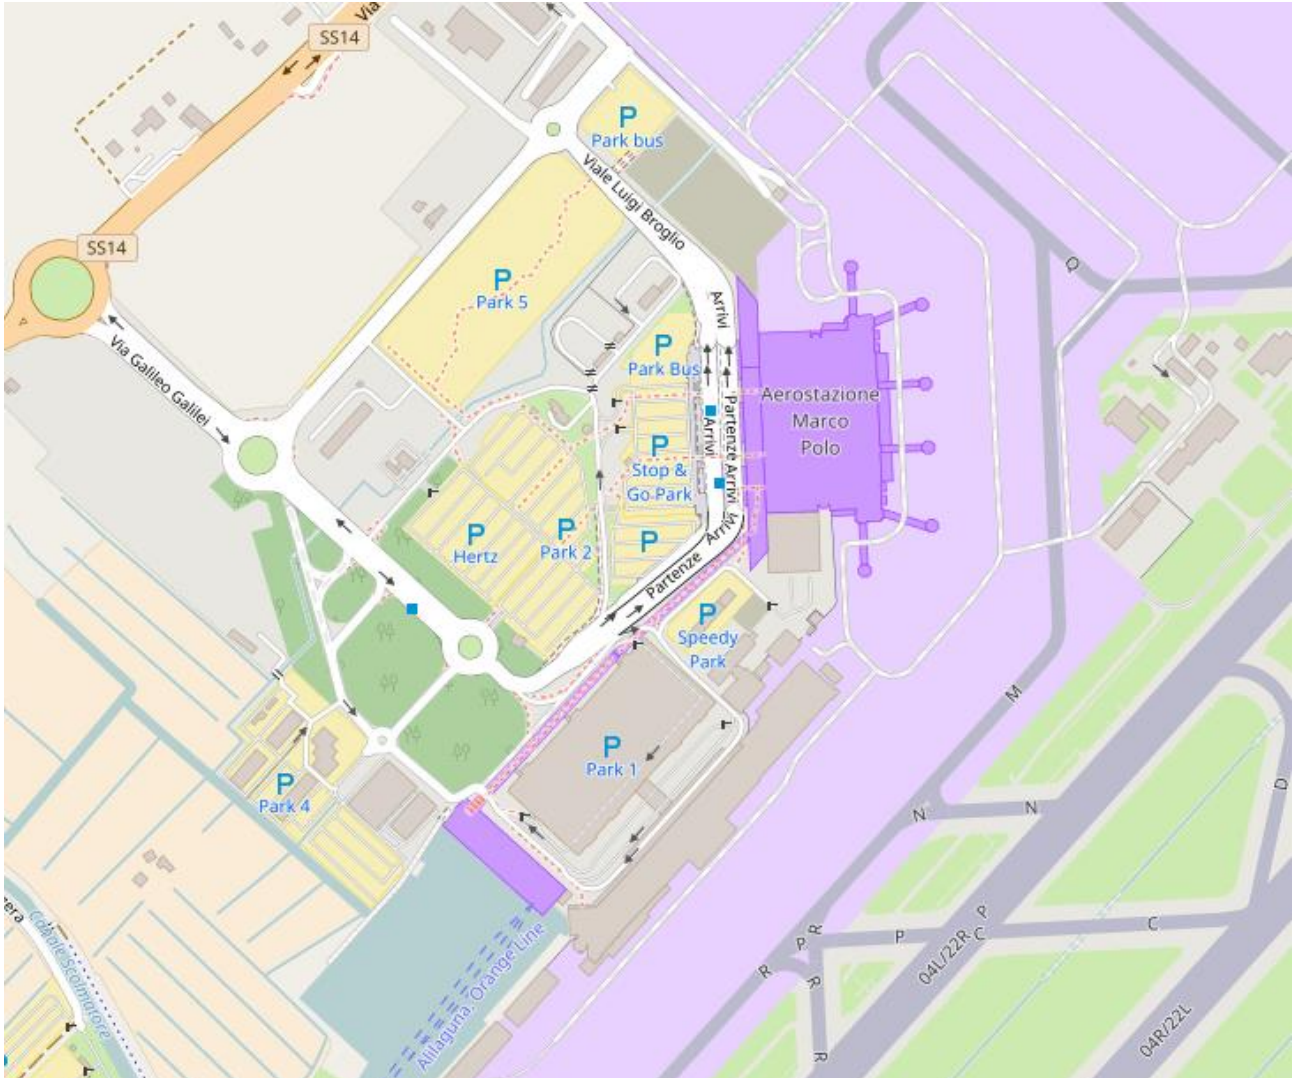 Via
SS14
P
Park bus
Viale Luigi Broglio
SS14
Q
P
Park 5
Arrivi
Via Galileo Galilei
P
Park Bus
Aerostazione
Marco
Polo
Partenze Arrivi
Arrivi
P
Stop &
Go Park
P
Hertz
P
Park 2
P
Arrivi
Partenze
P
Speedy
Park
M
P
Park 1
P
Park 4
N
N
D
Canale Scolmatore
Alilaguna, Orange Line
P
R
P
P
C
C
R
R
R
04L/22R
04R/22L